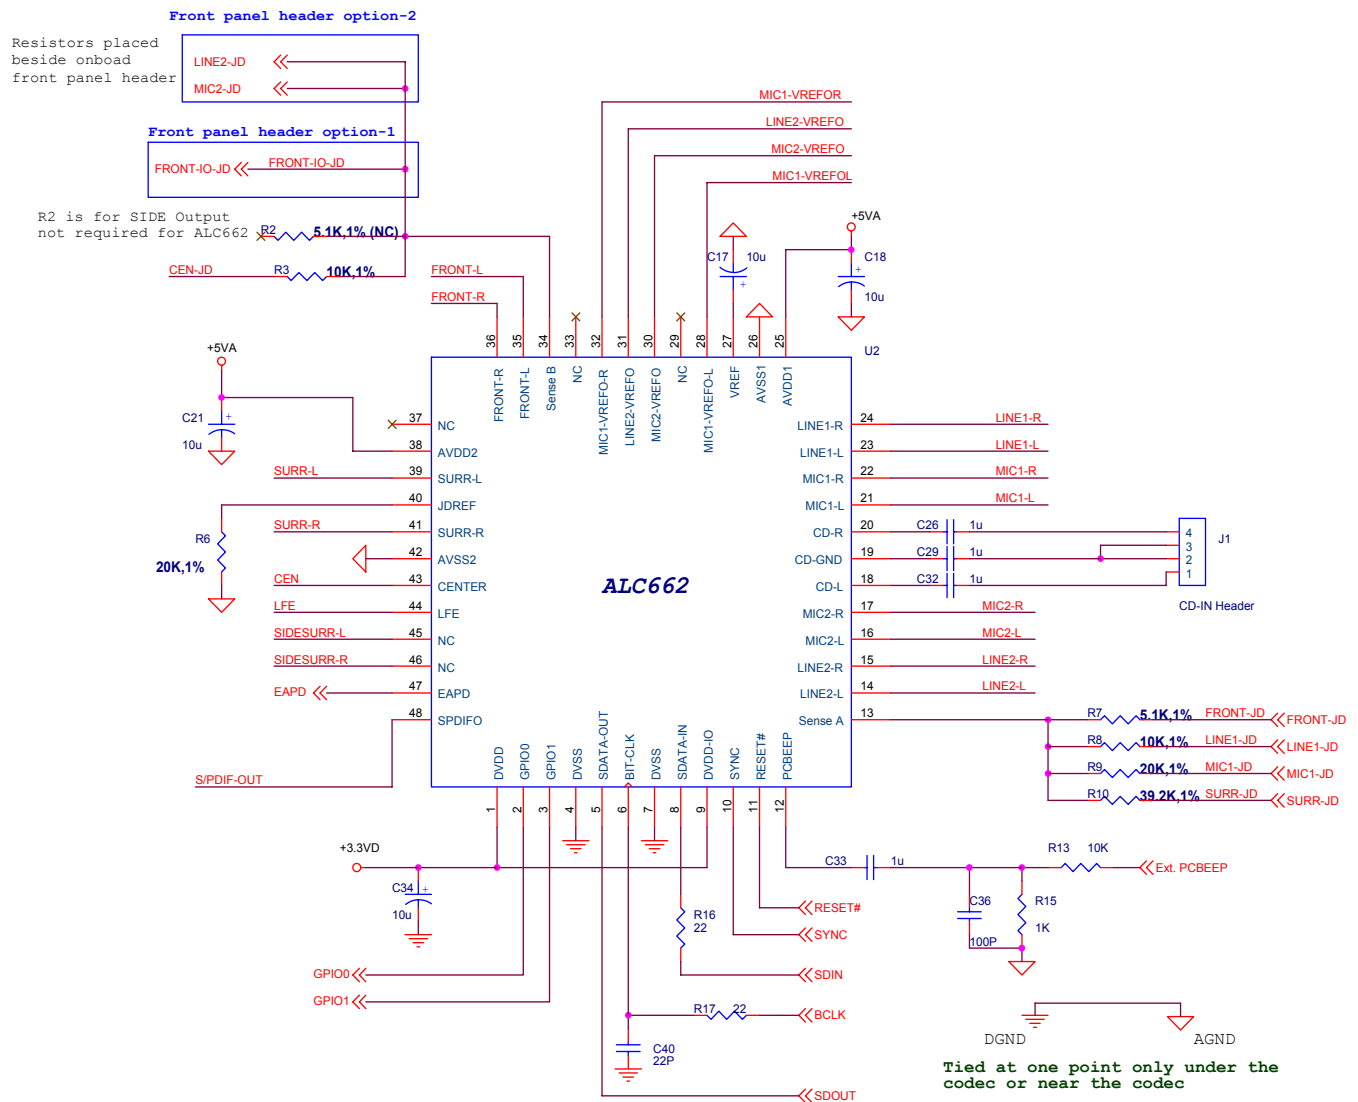 Front panel header option-2
Resistors placed
beside onboad
front panel header
LINE2-JD
MIC2-JD
Front panel header option-1
FRONT-IO-JD
FRONT-IO-JD
R2 is for SIDE Output
not required for ALC662
R2
5.1K,1% (NC)
CEN-JD
R3
10K,1%
MIC1-VREFOR
LINE2-VREFO
MIC2-VREFO
MIC1-VREFOL
FRONT-L
FRONT-R
C17
10u
+5VA
C18
10u
36
35
34
33
32
31
30
29
28
27
26
25
U2
FRONT-R
FRONT-L
Sense B
NC
MIC1-VREFO-R
LINE2-VREFO
MIC2-VREFO
NC
MIC1-VREFO-L
VREF
AVSS1
AVDD1
+5VA
C21
10u
37 NC
38 AVDD2
SURR-L 39 SURR-L
40 JDREF
R6
20K,1%
SURR-R 41 SURR-R
42 AVSS2
CEN 43 CENTER
LFE 44 LFE
SIDESURR-L 45 NC
SIDESURR-R 46 NC
EAPD 47 EAPD
48 SPDIFO
S/PDIF-OUT
ALC662
LINE1-R 24 LINE1-R
LINE1-L 23 LINE1-L
MIC1-R 22 MIC1-R
MIC1-L 21 MIC1-L
CD-R 20 C26 1u
CD-GND 19 C29 1u
CD-L 18 C32 1u
4
3
2
1
J1
CD-IN Header
MIC2-R 17 MIC2-R
MIC2-L 16 MIC2-L
LINE2-R 15 LINE2-R
LINE2-L 14 LINE2-L
Sense A 13
R7 5.1K,1% FRONT-JD FRONT-JD
R8 10K,1% LINE1-JD LINE1-JD
R9 20K,1% MIC1-JD MIC1-JD
R10 39.2K,1% SURR-JD SURR-JD
DVDD
GPIO0
GPIO1
DVSS
SDATA-OUT
BIT-CLK
DVSS
SDATA-IN
DVDD-IO
SYNC
RESET#
PCBEEP
1
2
3
4
5
6
7
8
9
10
11
12
+3.3VD
C34
10u
C33 1u
R13 10K
Ext. PCBEEP
C36
100P
R15
1K
R16
22
RESET#
SYNC
GPIO0
SDIN
GPIO1
R17 22
BCLK
C40
22P
SDOUT
DGND
AGND
Tied at one point only under the
codec or near the codec